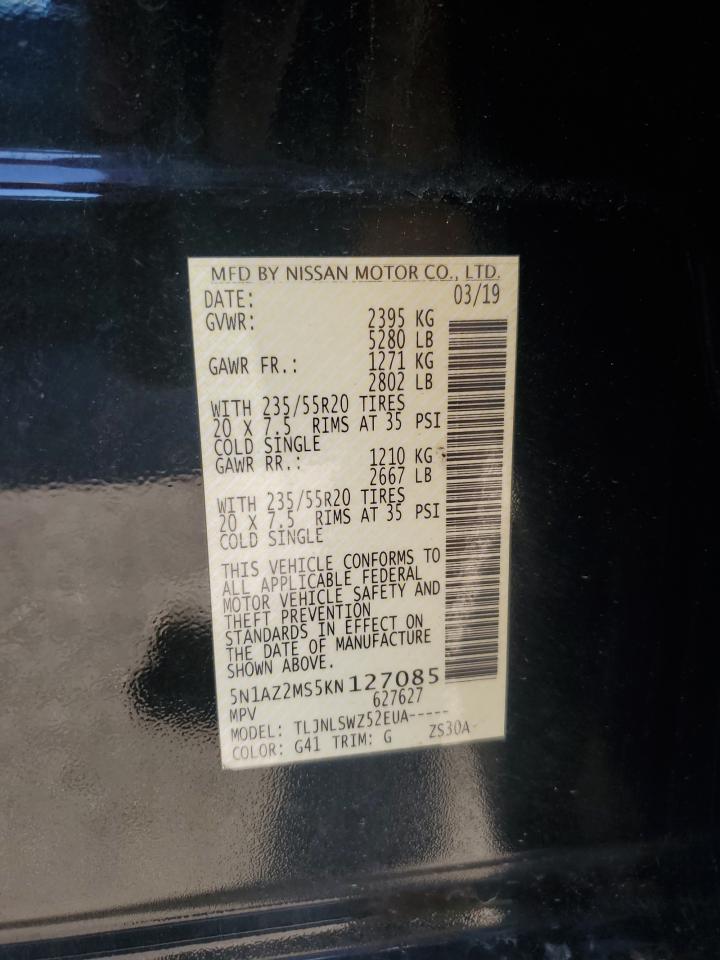 MFD BY NISSAN MOTOR CO., LTD.
DATE: 03/19
GVWR: 2395 KG
5280 LB
GAWR FR.: 1271 KG
2802 LB
WITH 235/55R20 TIRES
20 X 7.5 RIMS AT 35 PSI
COLD SINGLE
GAWR RR.: 1210 KG
2667 LB
WITH 235/55R20 TIRES
20 X 7.5 RIMS AT 35 PSI
COLD SINGLE
THIS VEHICLE CONFORMS TO
ALL APPLICABLE FEDERAL
MOTOR VEHICLE SAFETY AND
THEFT PREVENTION
STANDARDS IN EFFECT ON
THE DATE OF MANUFACTURE
SHOWN ABOVE.
5N1AZ2MS5KN127085
MPV 627627
MODEL: TLJNLSWZ52EUA-----
COLOR: G41 TRIM: G ZS30A-